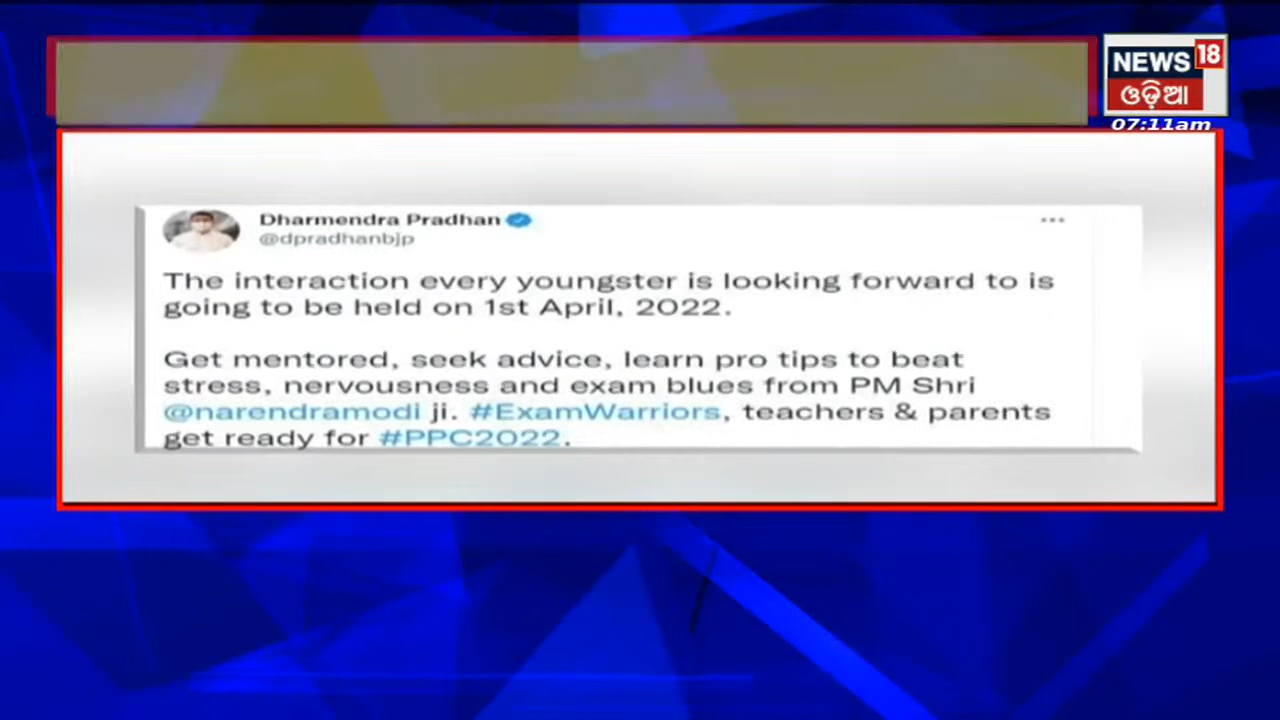 NEWS 18
ଓଡ଼ିଆ
07:11am
Dharmendra Pradhan
@dpradhanbjp
The interaction every youngster is looking forward to is
going to be held on 1st April, 2022.
Get mentored, seek advice, learn pro tips to beat
stress, nervousness and exam blues from PM Shri
@narendramodi ji. #ExamWarriors, teachers & parents
get ready for #PPC2022.